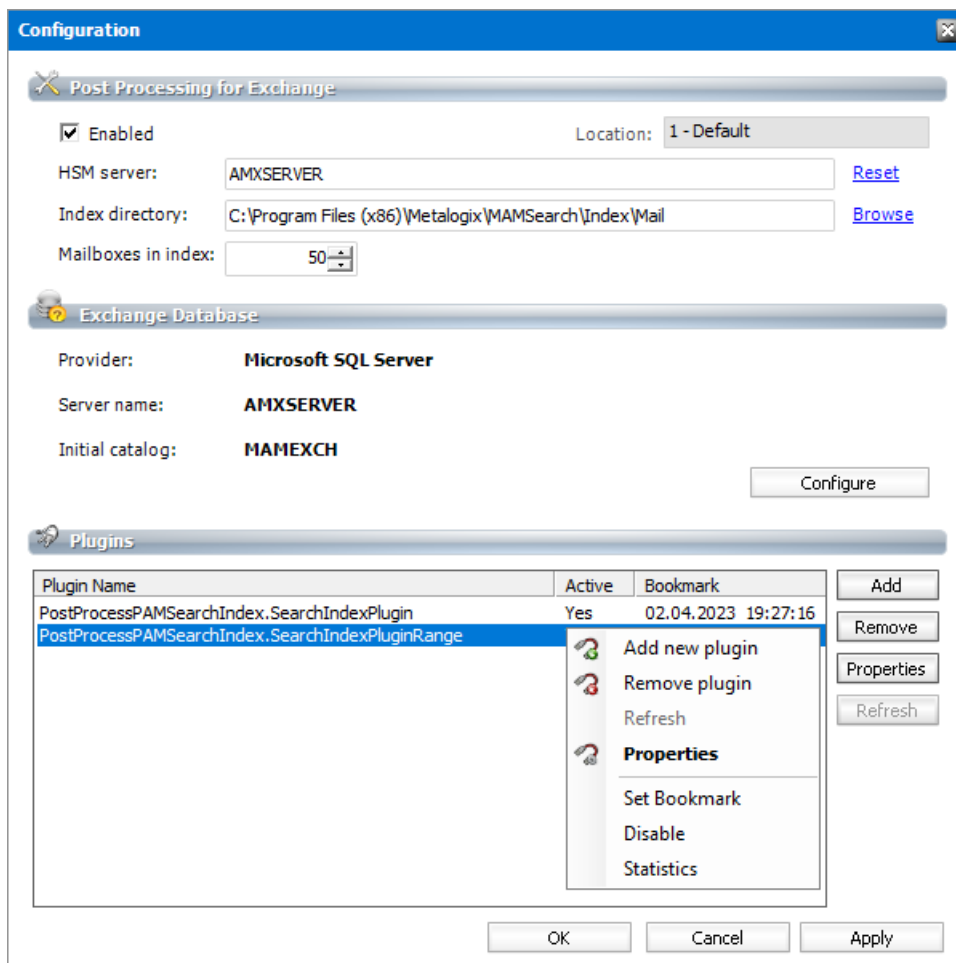 Configuration
Post Processing for Exchange
Enabled Location: 1 - Default
HSM server: AMXSERVER Reset
Index directory: C:\Program Files (x86)\Metalogix\MAMSearch\Index\Mail Browse
Mailboxes in index: 50
Exchange Database
Provider: Microsoft SQL Server
Server name: AMXSERVER
Initial catalog: MAMEXCH
Configure
Plugins
Plugin Name Active Bookmark Add
PostProcessPAMSearchIndex.SearchIndexPlugin Yes 02.04.2023 19:27:16
PostProcessPAMSearchIndex.SearchIndexPluginRange Remove
Add new plugin
Remove plugin Properties
Refresh Refresh
Properties
Set Bookmark
Disable
Statistics
OK Cancel Apply